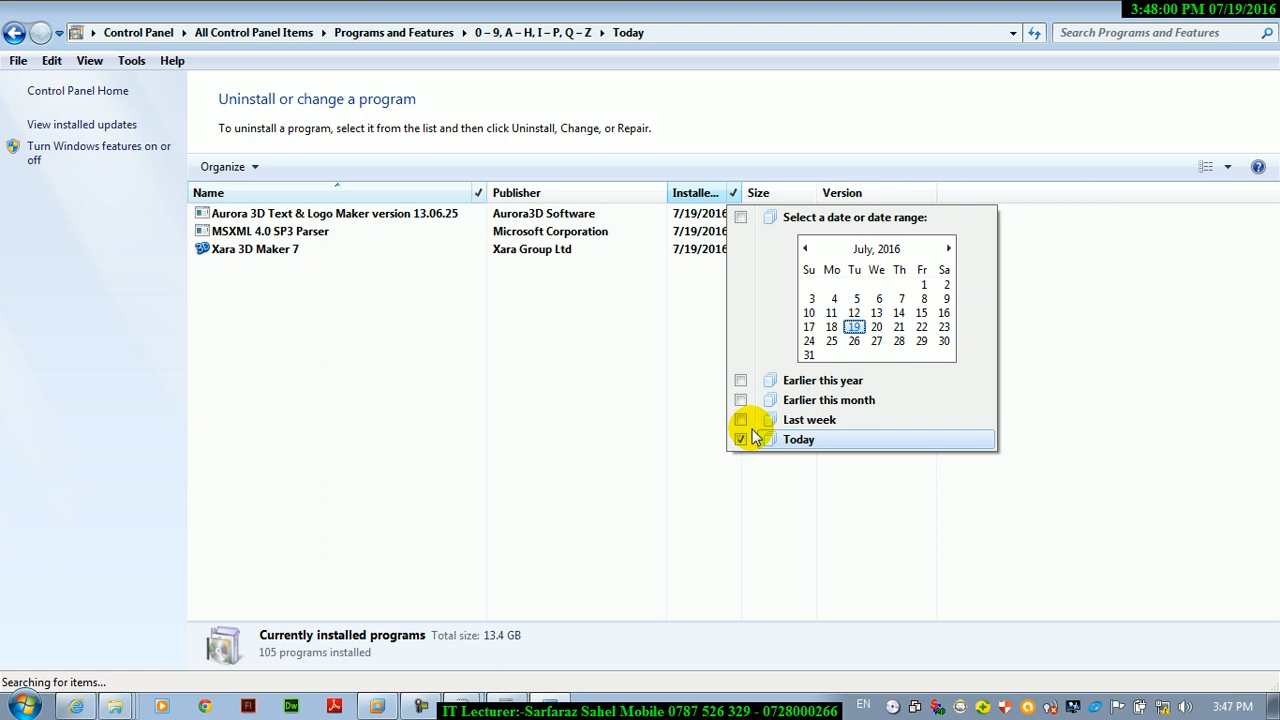 3:48:00 PM 07/19/2016
Control Panel
All Control Panel Items
Programs and Features
0 – 9, A – H, I – P, Q – Z
Today
Search Programs and Features
File Edit View Tools Help
Control Panel Home
View installed updates
Turn Windows features on or
off
Uninstall or change a program
To uninstall a program, select it from the list and then click Uninstall, Change, or Repair.
Organize
Name Publisher Installe... Size Version
Aurora 3D Text & Logo Maker version 13.06.25 Aurora3D Software 7/19/2016
MSXML 4.0 SP3 Parser Microsoft Corporation 7/19/2016
Xara 3D Maker 7 Xara Group Ltd 7/19/2016
Select a date or date range:
July, 2016
Su Mo Tu We Th Fr Sa
1 2
3 4 5 6 7 8 9
10 11 12 13 14 15 16
17 18 19 20 21 22 23
24 25 26 27 28 29 30
31
Earlier this year
Earlier this month
Last week
Today
Currently installed programs Total size: 13.4 GB
105 programs installed
Searching for items...
Fl Dw
EN
3:47 PM
IT Lecturer:-Sarfaraz Sahel Mobile 0787 526 329 - 0728000266